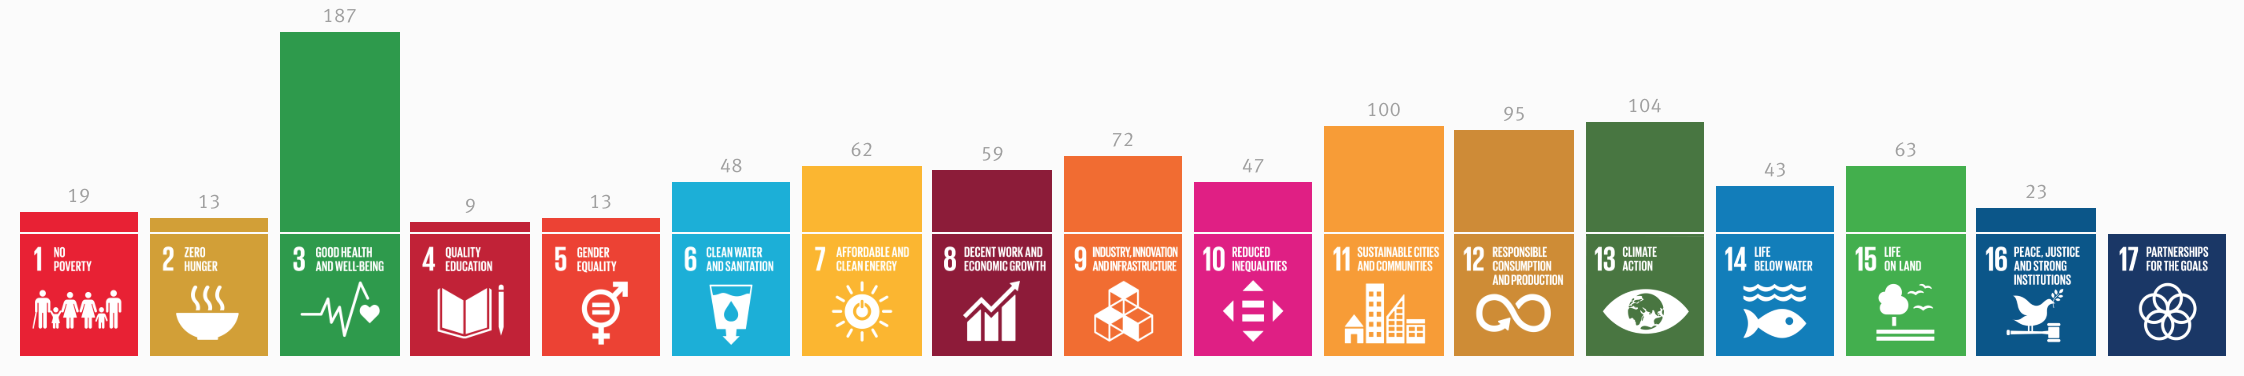 187
19
13
9
13
48
62
59
72
47
100
95
104
43
63
23
1 NO
POVERTY
2 ZERO
HUNGER
3 GOOD HEALTH
AND WELL-BEING
4 QUALITY
EDUCATION
5 GENDER
EQUALITY
6 CLEAN WATER
AND SANITATION
7 AFFORDABLE AND
CLEAN ENERGY
8 DECENT WORK AND
ECONOMIC GROWTH
9 INDUSTRY, INNOVATION
AND INFRASTRUCTURE
10 REDUCED
INEQUALITIES
11 SUSTAINABLE CITIES
AND COMMUNITIES
12 RESPONSIBLE
CONSUMPTION
AND PRODUCTION
13 CLIMATE
ACTION
14 LIFE
BELOW WATER
15 LIFE
ON LAND
16 PEACE, JUSTICE
AND STRONG
INSTITUTIONS
17 PARTNERSHIPS
FOR THE GOALS